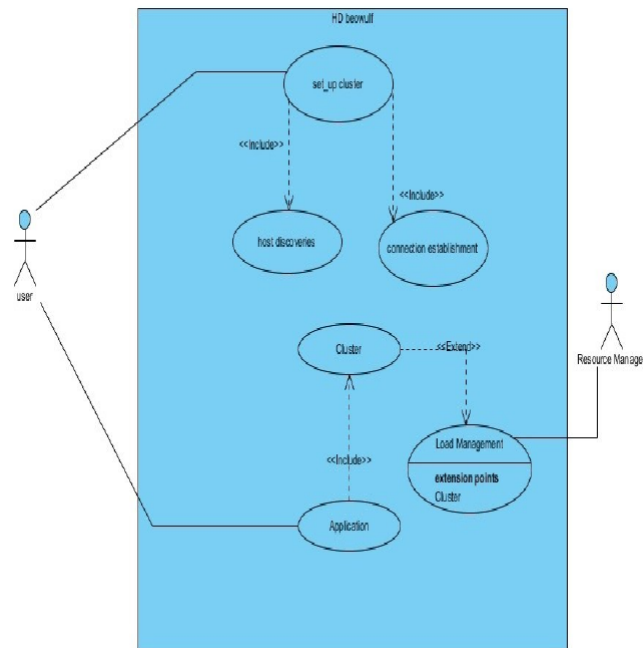 HD beowulf
set_up cluster
<<Include>>
<<Include>>
host discoveries
connection establishment
user
Resource Manage
Cluster
<<Extend>>
Load Management
extension points
Cluster
<<Include>>
Application